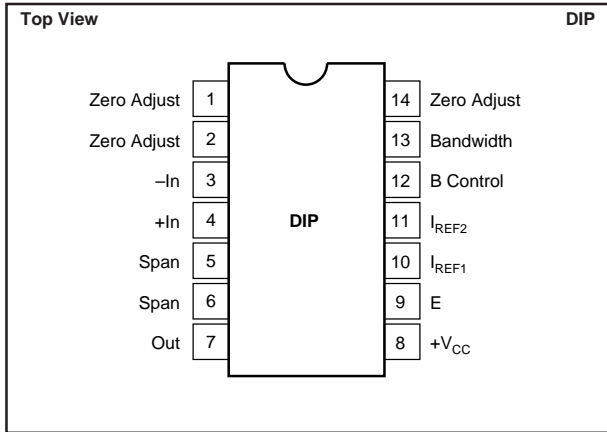 Top View DIP
Zero Adjust 1 14 Zero Adjust
Zero Adjust 2 13 Bandwidth
–In 3 12 B Control
+In 4 DIP 11 IREF2
Span 5 10 IREF1
Span 6 9 E
Out 7 8 +VCC